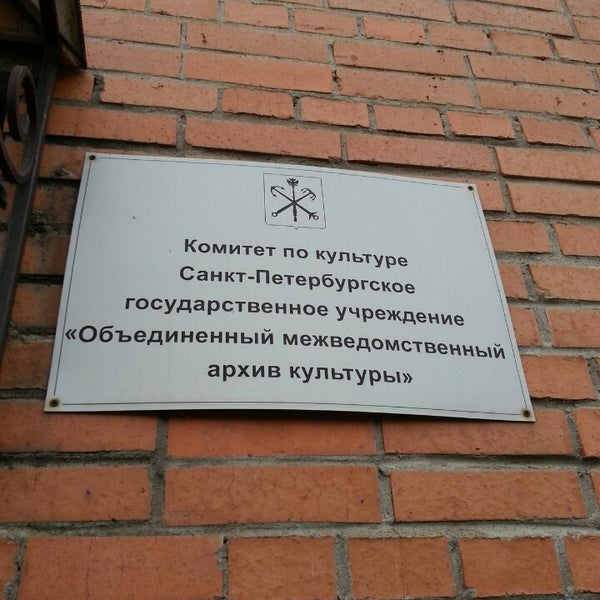 Комитет по культуре
Санкт-Петербургское
государственное учреждение
«Объединенный межведомственный
архив культуры»